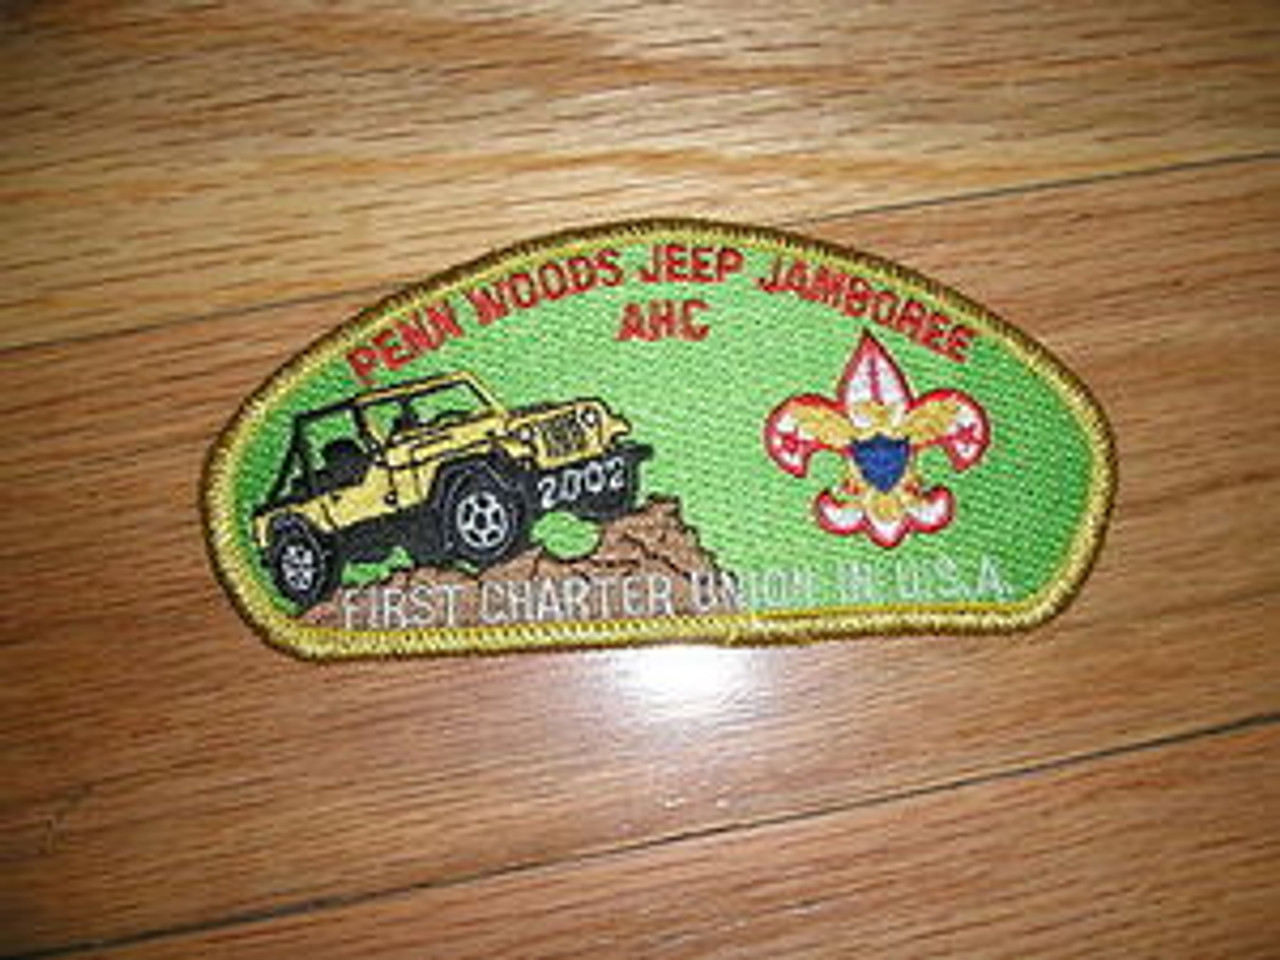 PENN WOODS JEEP JAMBOREE
AHC
2002
FIRST CHARTER UNION IN U.S.A.